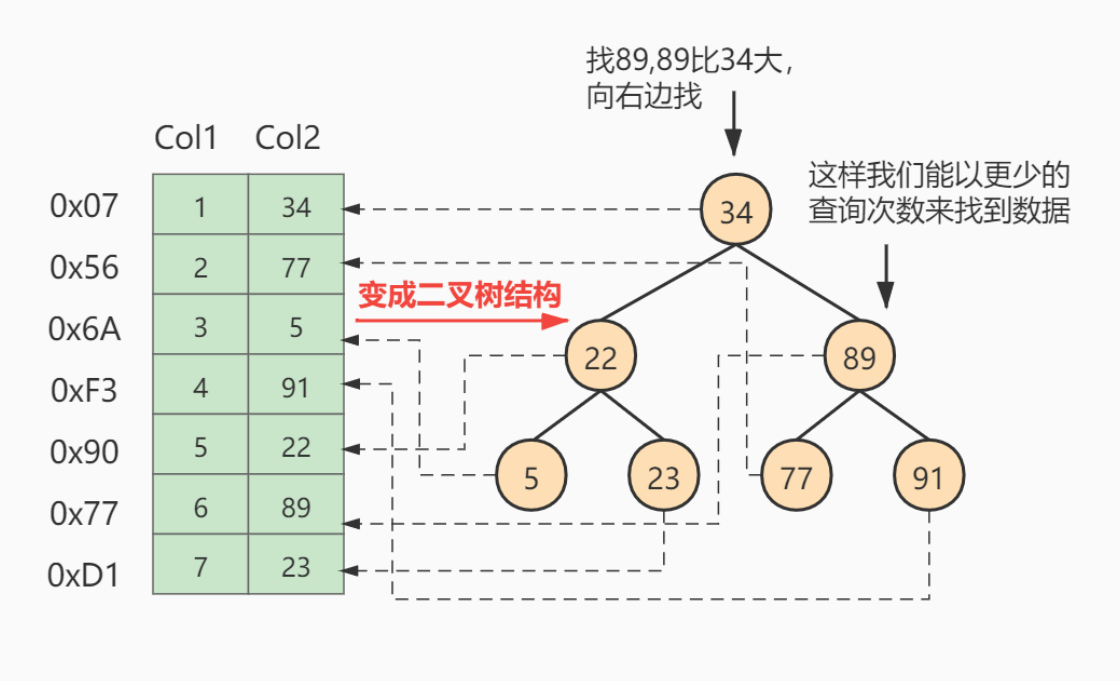 找89,89比34大，
向右边找
Col1 Col2
这样我们能以更少的
查询次数来找到数据
0x07 1 34
34
0x56 2 77
变成二叉树结构
0x6A 3 5
22 89
0xF3 4 91
0x90 5 22
5 23 77 91
0x77 6 89
0xD1 7 23